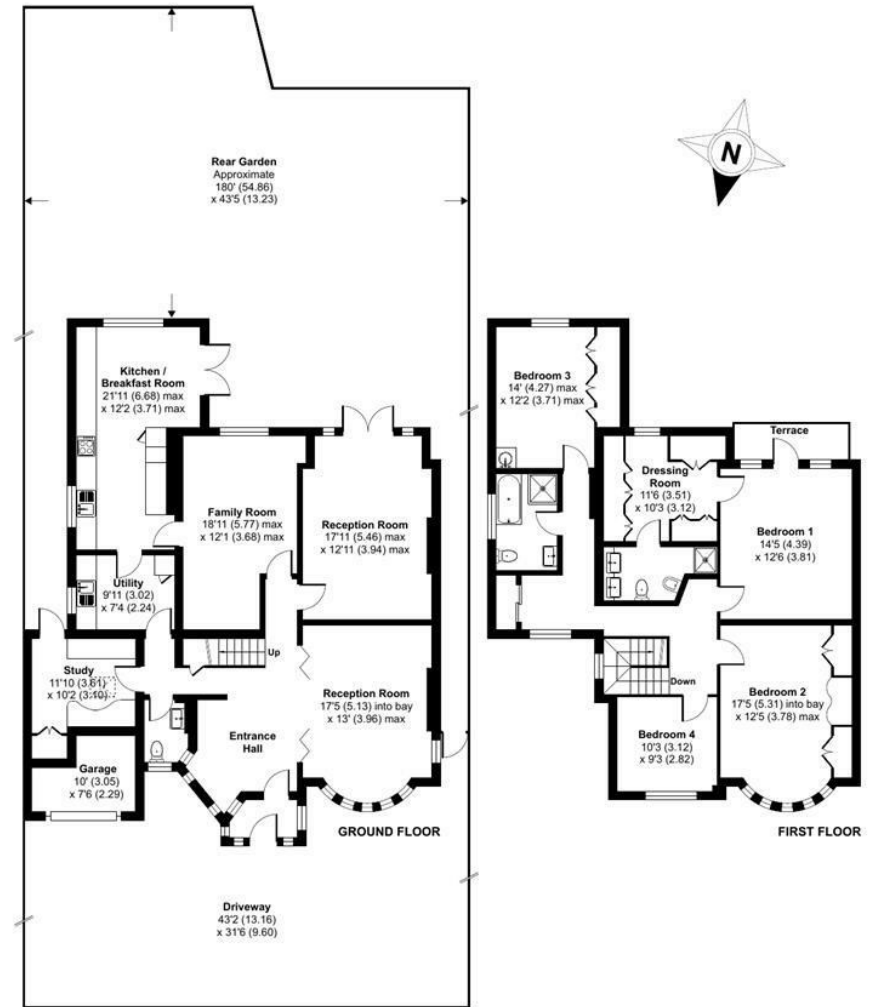 Rear Garden
Approximate
180' (54.86)
x 43'5 (13.23)
N
Kitchen /
Breakfast Room
21'11 (6.68) max
x 12'2 (3.71) max
Family Room
18'11 (5.77) max
x 12'1 (3.68) max
Reception Room
17'11 (5.46) max
x 12'11 (3.94) max
Utility
9'11 (3.02)
x 7'4 (2.24)
Study
11'10 (3.61)
x 10'2 (3.10)
Up
Reception Room
17'5 (5.13) into bay
x 13' (3.96) max
Entrance
Hall
Garage
10' (3.05)
x 7'6 (2.29)
GROUND FLOOR
Driveway
43'2 (13.16)
x 31'6 (9.60)
Bedroom 3
14' (4.27) max
x 12'2 (3.71) max
Terrace
Dressing
Room
11'6 (3.51)
x 10'3 (3.12)
Bedroom 1
14'5 (4.39)
x 12'6 (3.81)
Down
Bedroom 2
17'5 (5.31) into bay
x 12'5 (3.78) max
Bedroom 4
10'3 (3.12)
x 9'3 (2.82)
FIRST FLOOR